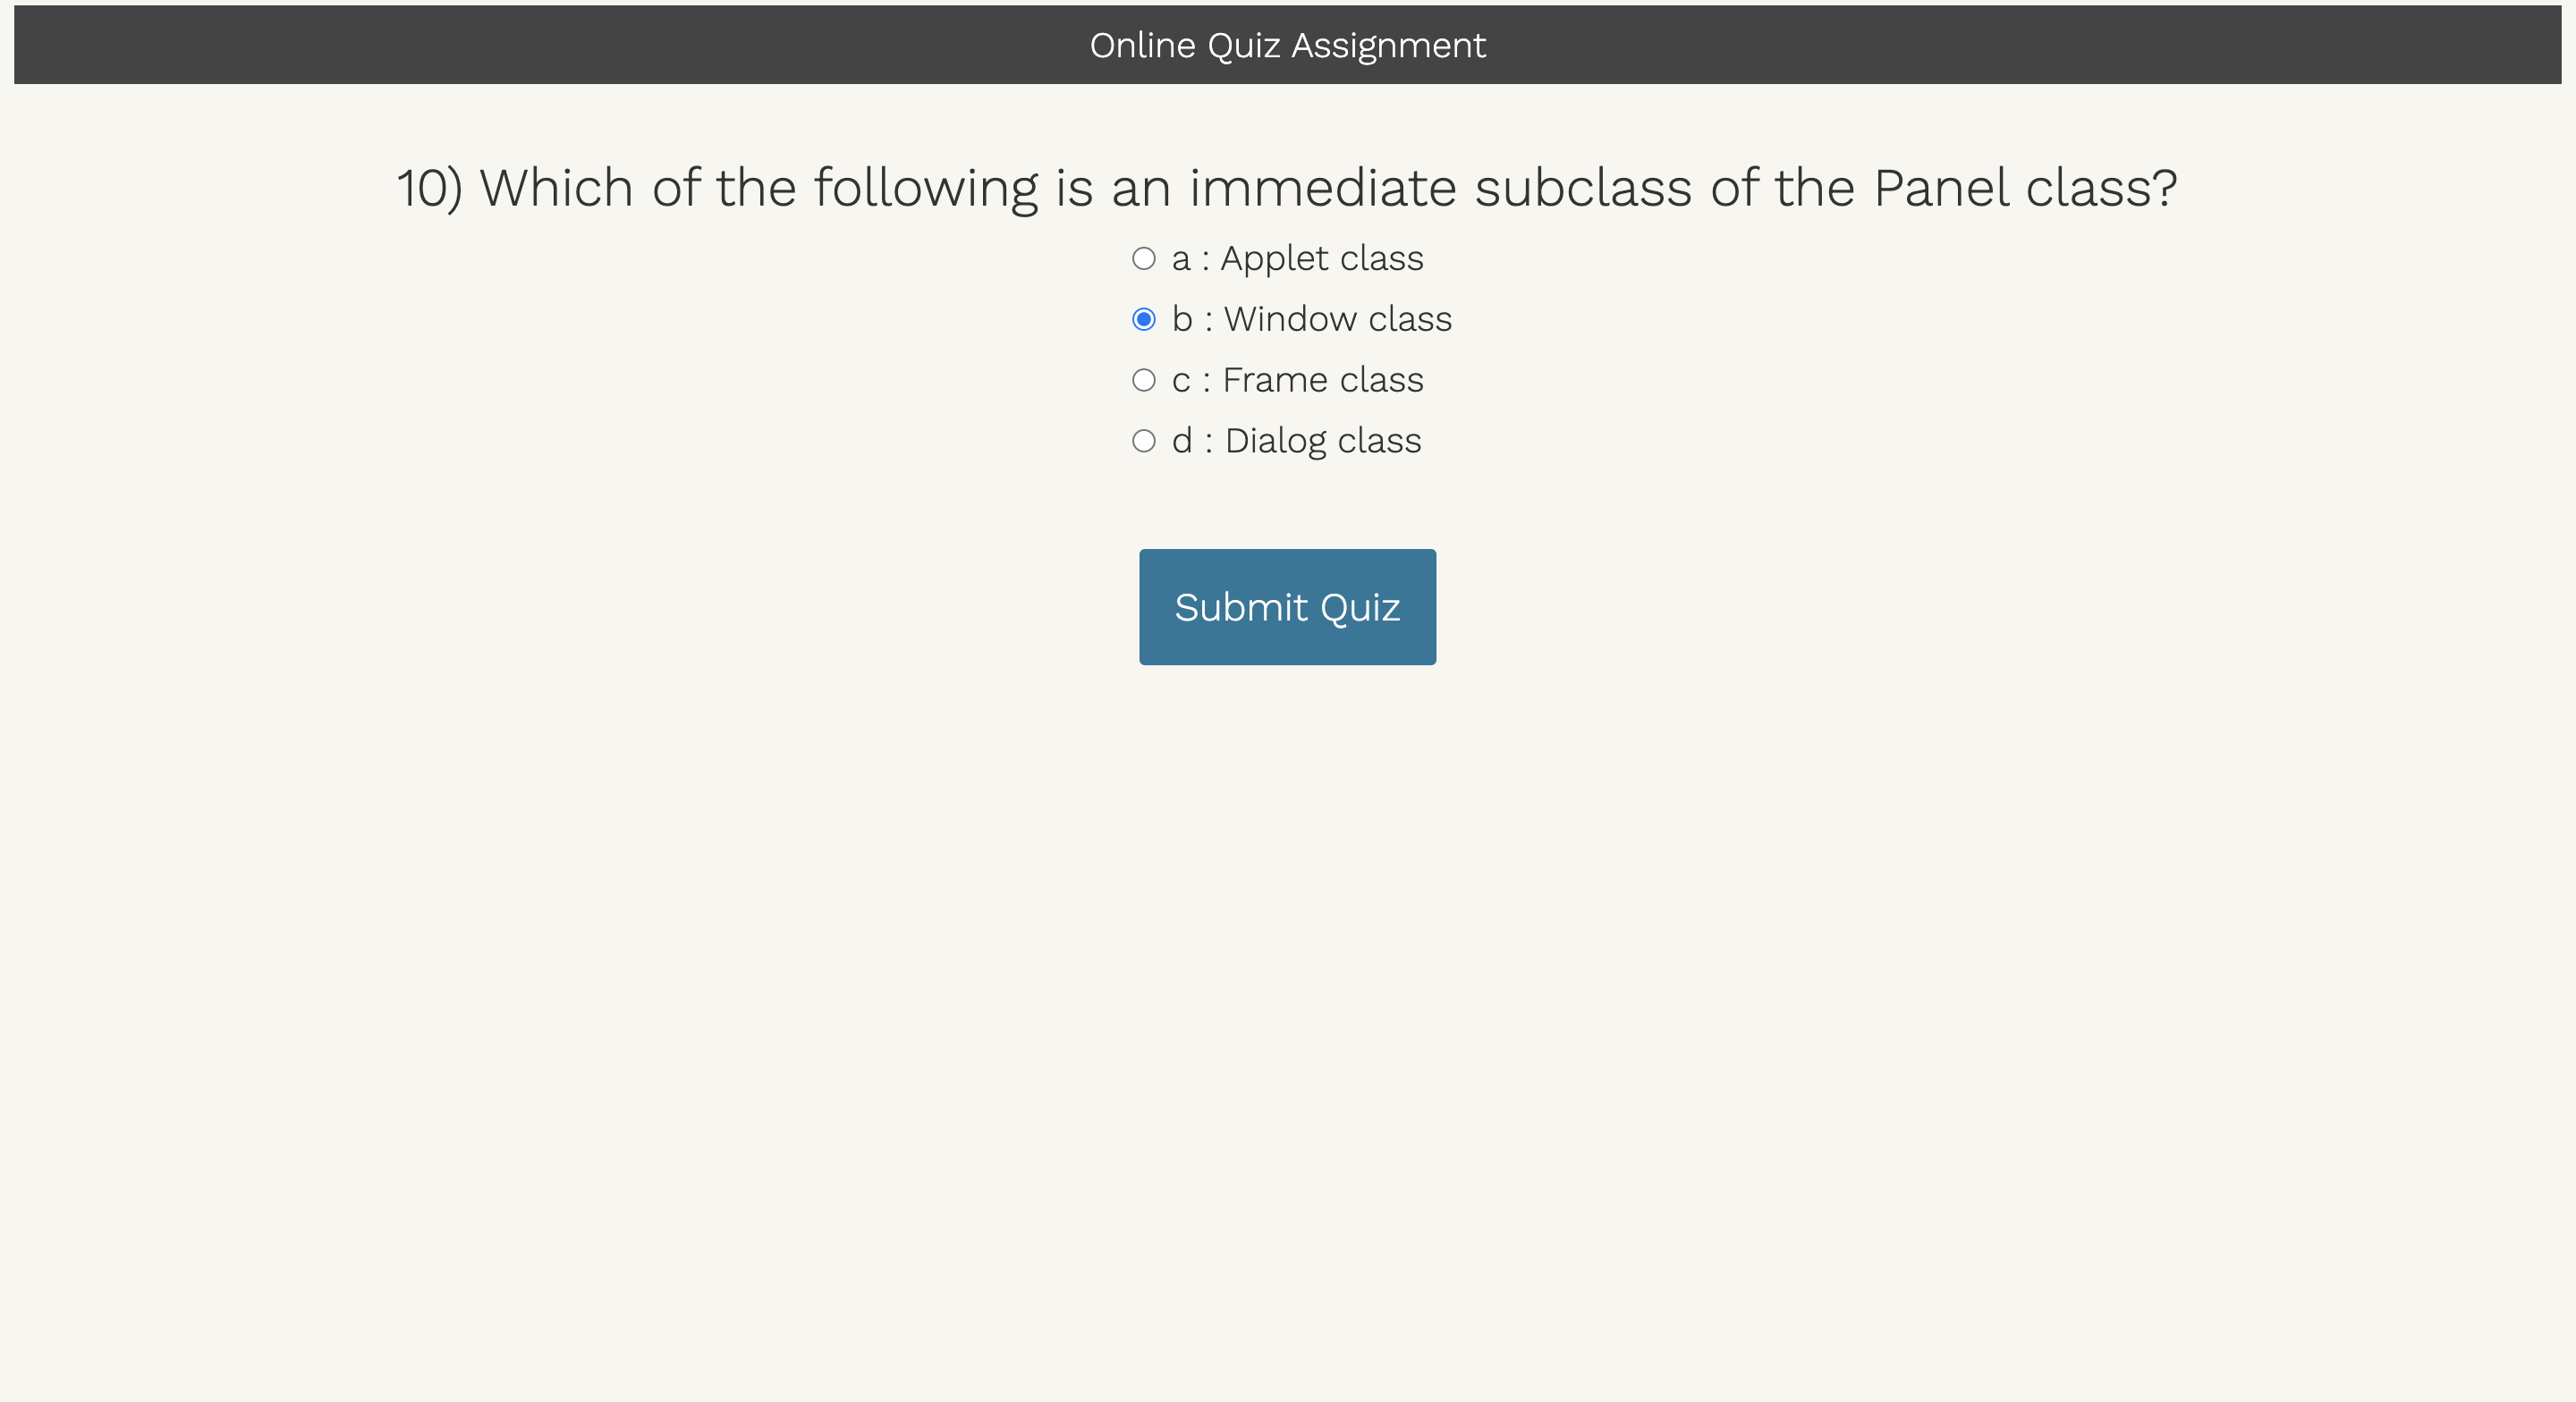 Online Quiz Assignment
10) Which of the following is an immediate subclass of the Panel class?
a : Applet class
b : Window class
c : Frame class
d : Dialog class
Submit Quiz